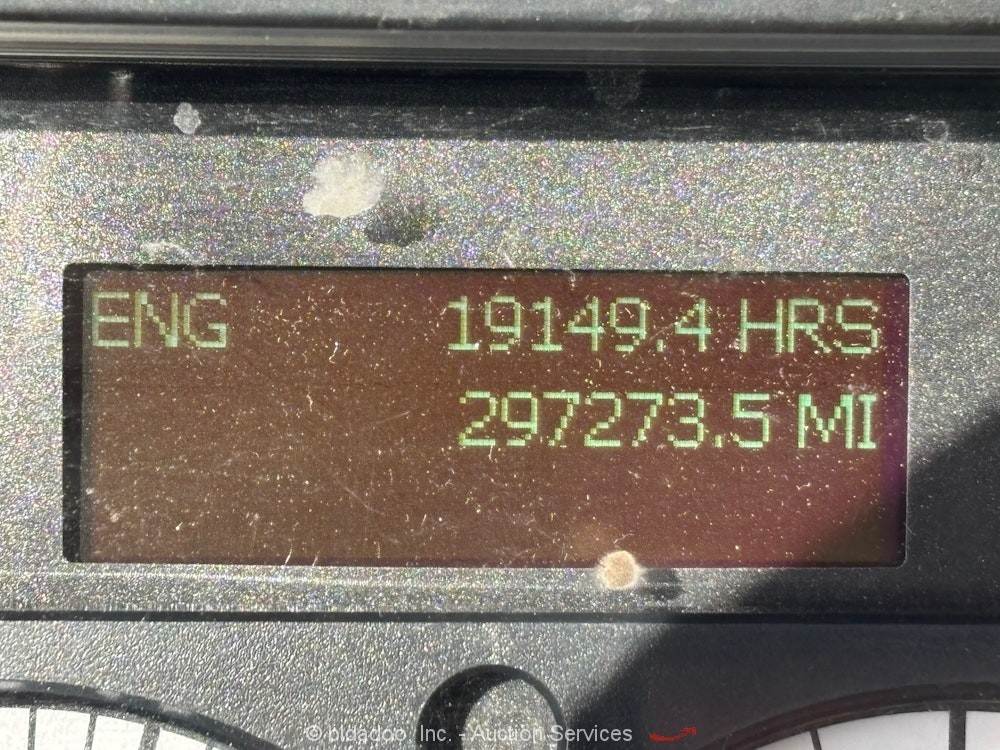 ENG 19149.4 HRS
297273.5 MI
© bidadoo, Inc. - Auction Services